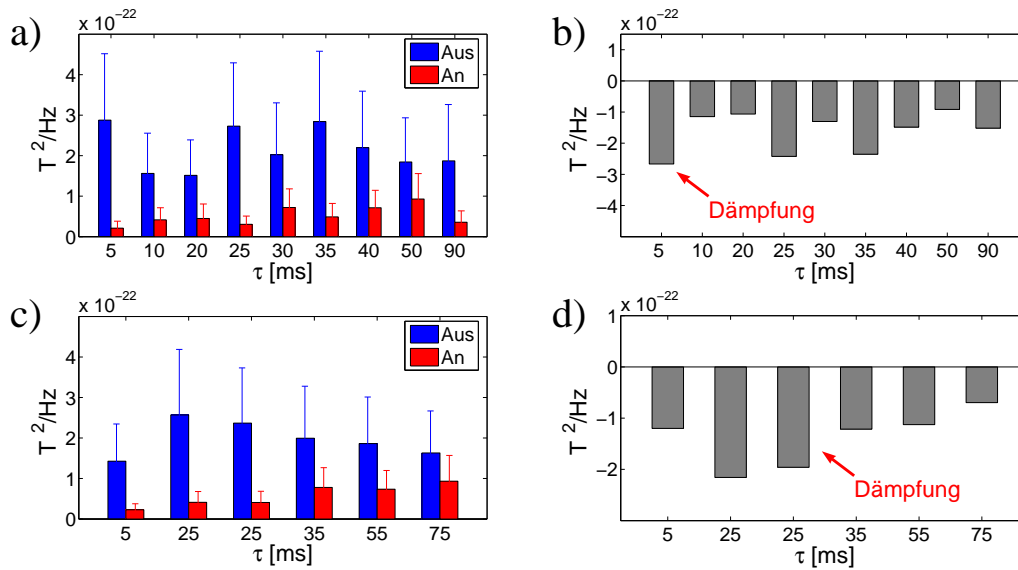 a)
x 10−22
T 2/Hz
4
3
2
1
0
Aus
An
5 10 20 25 30 35 40 50 90
τ [ms]
b)
x 10−22
T 2/Hz
1
0
−1
−2
−3
−4
Dämpfung
5 10 20 25 30 35 40 50 90
τ [ms]
c)
x 10−22
T 2/Hz
4
3
2
1
0
Aus
An
5 25 25 35 55 75
τ [ms]
d)
x 10−22
T 2/Hz
1
0
−1
−2
Dämpfung
5 25 25 35 55 75
τ [ms]